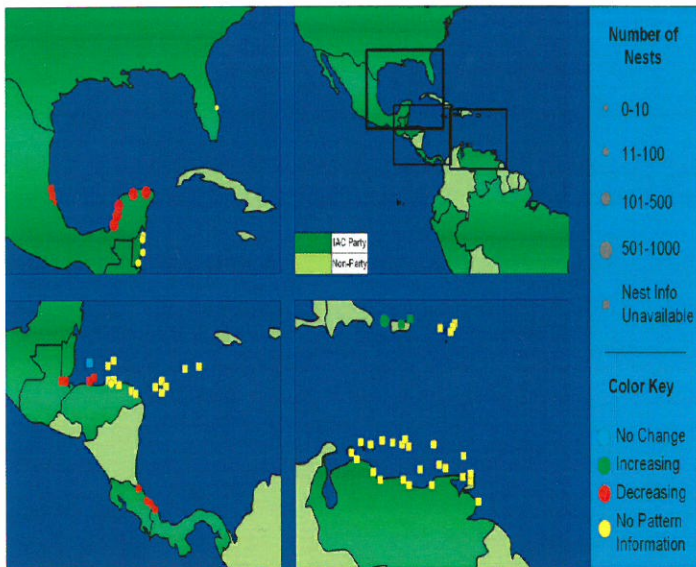 IAC Party
Non-Party
Number of
Nests
0-10
11-100
101-500
501-1000
Nest Info
Unavailable
Color Key
No Change
Increasing
Decreasing
No Pattern
Information